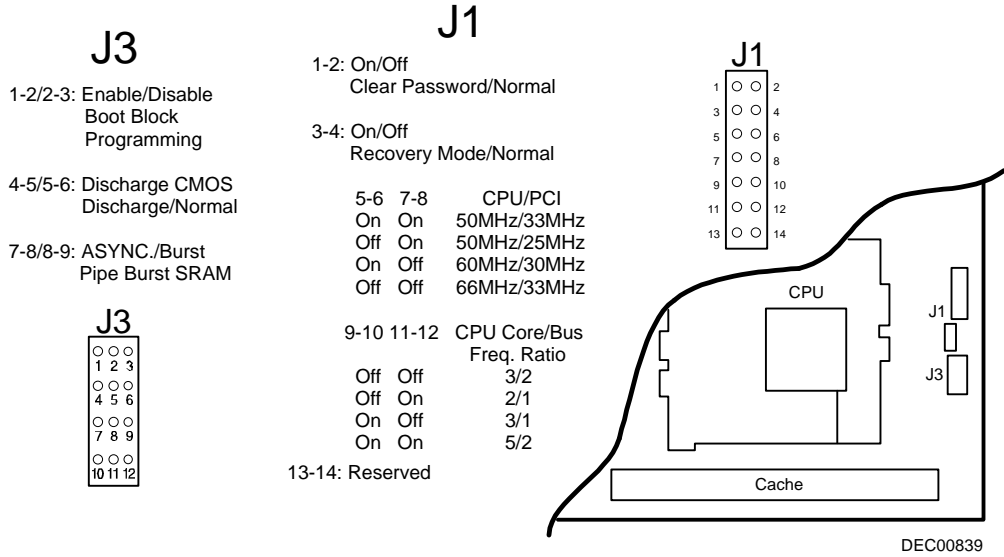 J3
1-2/2-3: Enable/Disable
Boot Block
Programming
4-5/5-6: Discharge CMOS
Discharge/Normal
7-8/8-9: ASYNC./Burst
Pipe Burst SRAM
J3
1 2 3
4 5 6
7 8 9
10 11 12
J1
1-2: On/Off
Clear Password/Normal
3-4: On/Off
Recovery Mode/Normal
5-6 7-8 CPU/PCI
On On 50MHz/33MHz
Off On 50MHz/25MHz
On Off 60MHz/30MHz
Off Off 66MHz/33MHz
9-10 11-12 CPU Core/Bus
Freq. Ratio
Off Off 3/2
Off On 2/1
On Off 3/1
On On 5/2
13-14: Reserved
J1
1 2
3 4
5 6
7 8
9 10
11 12
13 14
CPU
J1
J3
Cache
DEC00839